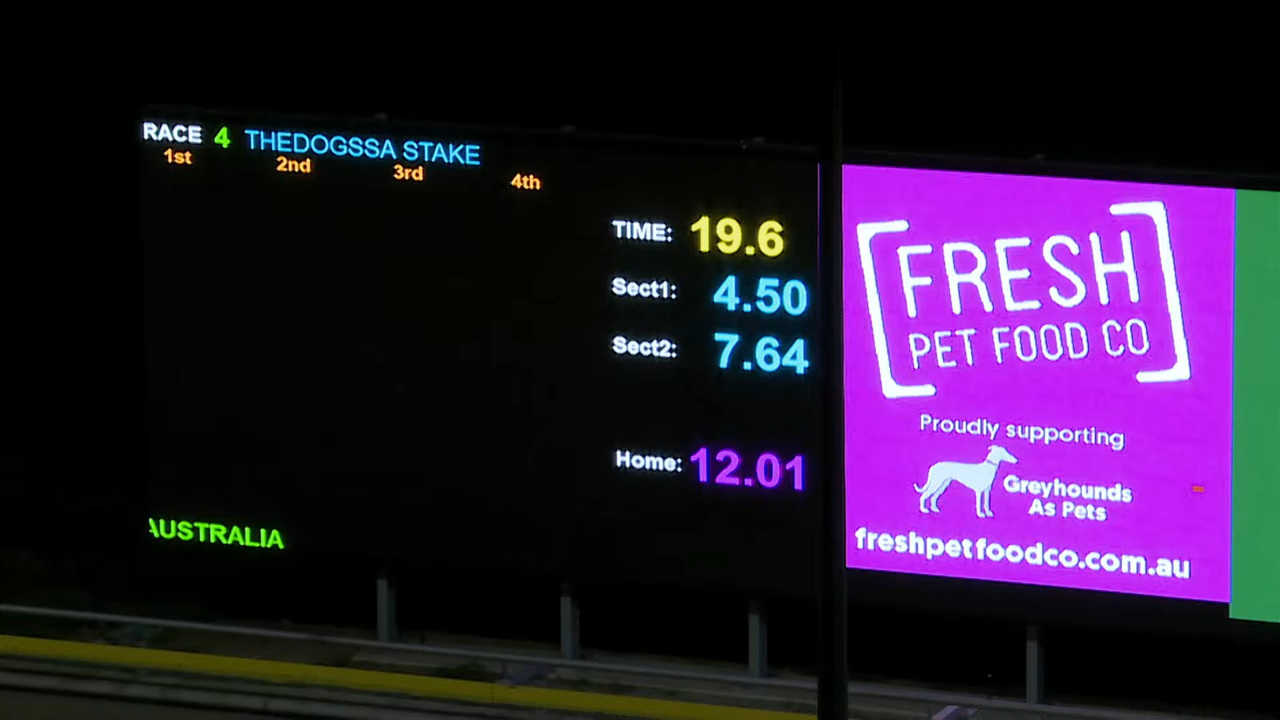 RACE 4 THEDOGSSA STAKE
1st 2nd 3rd 4th
TIME: 19.6
Sect1: 4.50
Sect2: 7.64
Home: 12.01
AUSTRALIA
FRESH
PET FOOD CO
Proudly supporting
Greyhounds
As Pets
freshpetfoodco.com.au